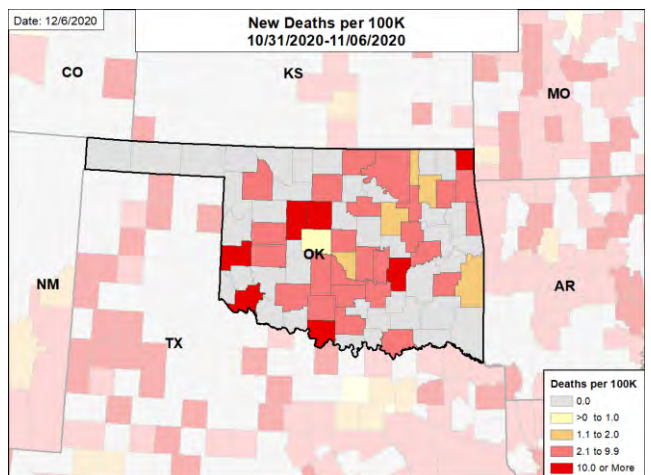 Date: 12/6/2020
New Deaths per 100K
10/31/2020-11/06/2020
CO
KS
MO
OK
NM
TX
AR
Deaths per 100K
0.0
>0 to 1.0
1.1 to 2.0
2.1 to 9.9
10.0 or More